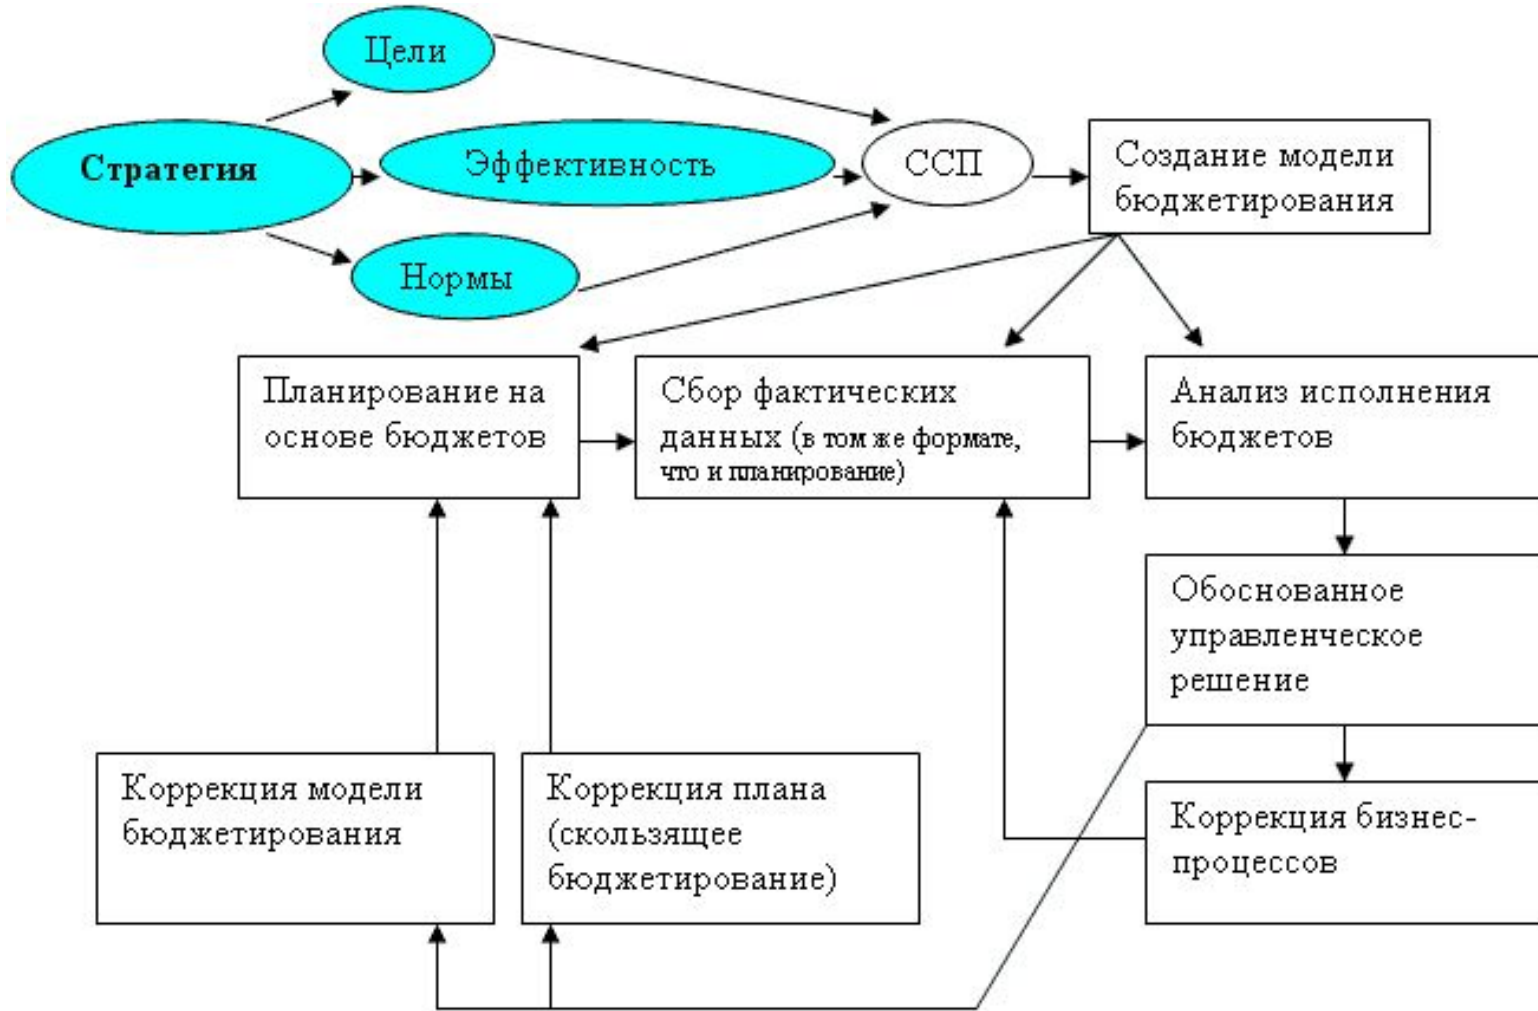 Цели
Стратегия
Эффективность
ССП
Создание модели
бюджетирования
Нормы
Планирование на
основе бюджетов
Сбор фактических
данных (в том же формате,
что и планирование)
Анализ исполнения
бюджетов
Обоснованное
управленческое
решение
Коррекция модели
бюджетирования
Коррекция плана
(скользящее
бюджетирование)
Коррекция бизнес-
процессов